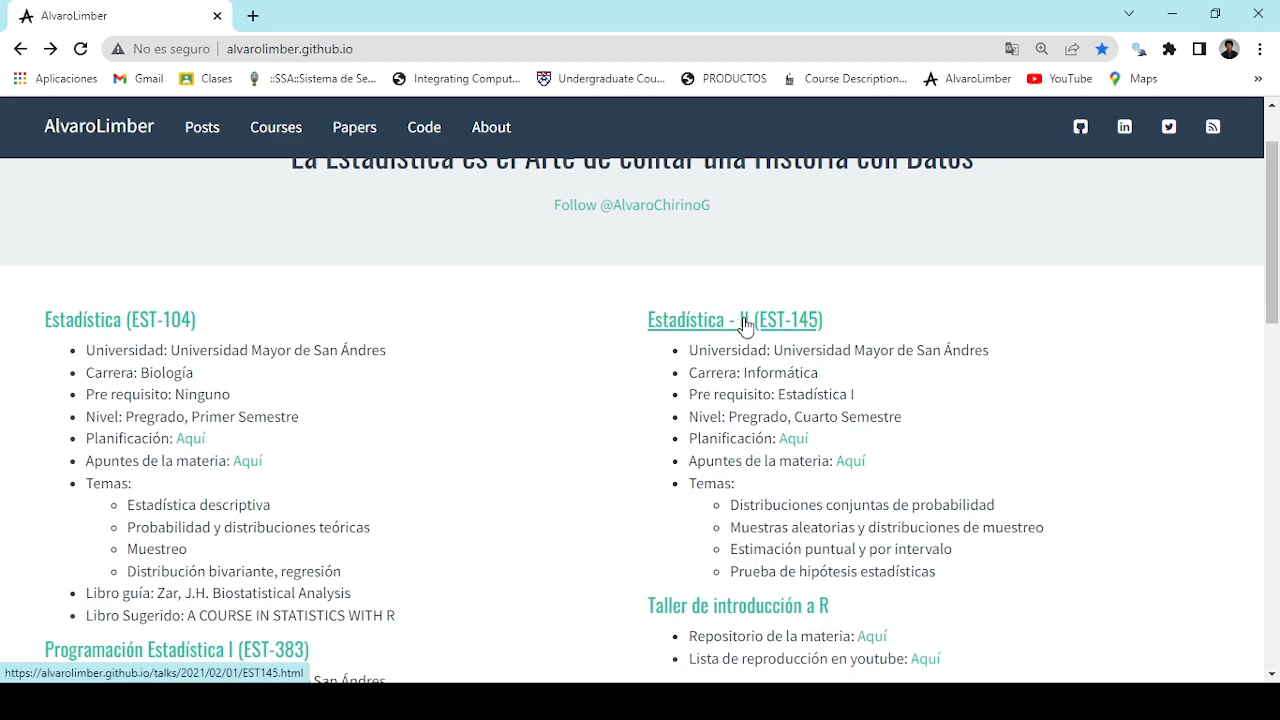 AlvaroLimber
No es seguro
alvarolimber.github.io
Aplicaciones
Gmail
Clases
::SSA::Sistema de Se...
Integrating Comput...
Undergraduate Cou...
PRODUCTOS
Course Description...
AlvaroLimber
YouTube
Maps
»
AlvaroLimber
Posts
Courses
Papers
Code
About
La Estadística es el Arte de contar una Historia con Datos
Follow @AlvaroChirinoG
Estadística (EST-104)
Universidad: Universidad Mayor de San Ándres
Carrera: Biología
Pre requisito: Ninguno
Nivel: Pregrado, Primer Semestre
Planificación: Aquí
Apuntes de la materia: Aquí
Temas:
Estadística descriptiva
Probabilidad y distribuciones teóricas
Muestreo
Distribución bivariante, regresión
Libro guía: Zar, J.H. Biostatistical Analysis
Libro Sugerido: A COURSE IN STATISTICS WITH R
Programación Estadística I (EST-383)
San Ándres
Estadística - II (EST-145)
Universidad: Universidad Mayor de San Ándres
Carrera: Informática
Pre requisito: Estadística I
Nivel: Pregrado, Cuarto Semestre
Planificación: Aquí
Apuntes de la materia: Aquí
Temas:
Distribuciones conjuntas de probabilidad
Muestras aleatorias y distribuciones de muestreo
Estimación puntual y por intervalo
Prueba de hipótesis estadísticas
Taller de introducción a R
Repositorio de la materia: Aquí
Lista de reproducción en youtube: Aquí
https://alvarolimber.github.io/talks/2021/02/01/EST145.html